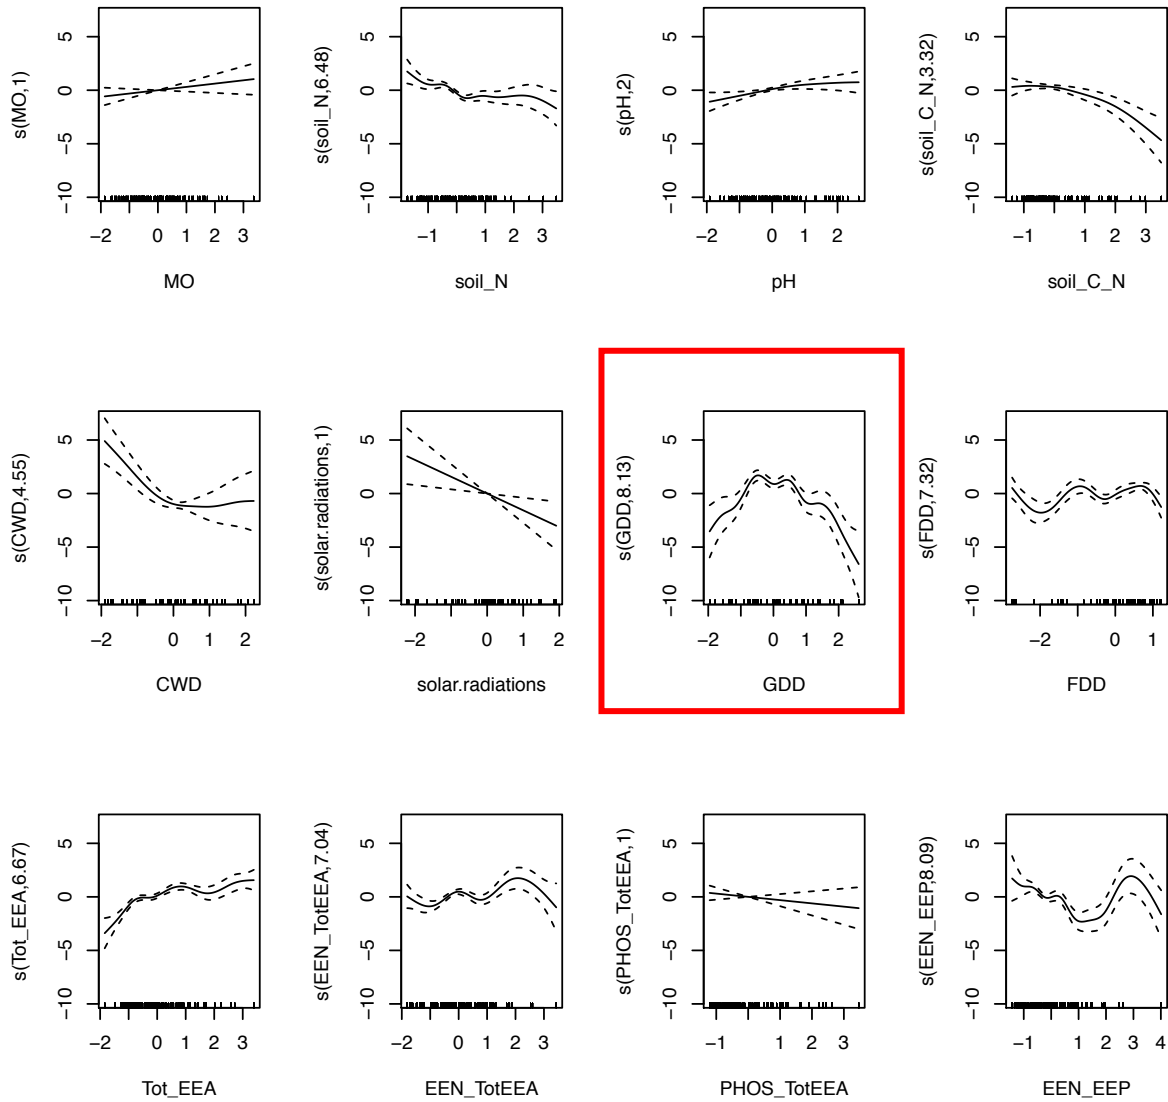 s(MO,1)
5
0
−5
−10
−2 0 1 2 3
MO
s(soil_N,6.48)
5
0
−5
−10
−1 1 2 3
soil_N
s(pH,2)
5
0
−5
−10
−2 0 1 2
pH
s(soil_C_N,3.32)
5
0
−5
−10
−1 1 2 3
soil_C_N
s(CWD,4.55)
5
0
−5
−10
−2 0 1 2
CWD
s(solar.radiations,1)
5
0
−5
−10
−2 0 1 2
solar.radiations
s(GDD,8.13)
5
0
−5
−10
−2 0 1 2
GDD
s(FDD,7.32)
5
0
−5
−10
−2 0 1
FDD
s(Tot_EEA,6.67)
5
0
−5
−10
−2 0 1 2 3
Tot_EEA
s(EEN_TotEEA,7.04)
5
0
−5
−10
−2 0 1 2 3
EEN_TotEEA
s(PHOS_TotEEA,1)
5
0
−5
−10
−1 1 2 3
PHOS_TotEEA
s(EEN_EEP,8.09)
5
0
−5
−10
−1 1 2 3 4
EEN_EEP